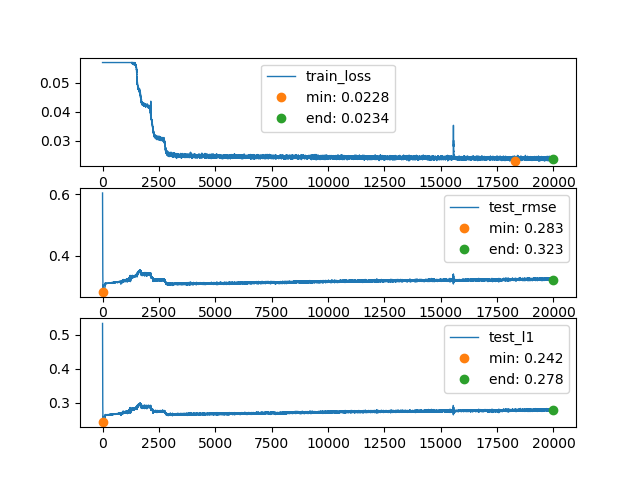 0.05
0.04
0.03
train_loss
min: 0.0228
end: 0.0234
0 2500 5000 7500 10000 12500 15000 17500 20000
0.6
0.4
test_rmse
min: 0.283
end: 0.323
0 2500 5000 7500 10000 12500 15000 17500 20000
0.5
0.4
0.3
test_l1
min: 0.242
end: 0.278
0 2500 5000 7500 10000 12500 15000 17500 20000